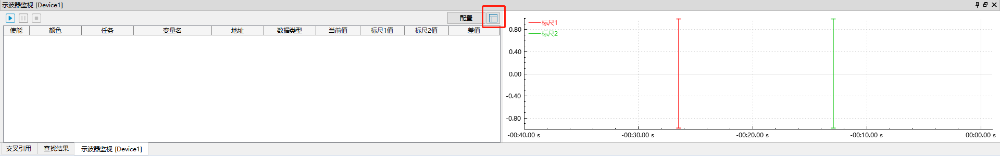 示波器监视 [Device1]
配置
使能 颜色 任务 变量名 地址 数据类型 当前值 标尺1值 标尺2值 差值
标尺1
标尺2
0.80
0.40
0.00
-0.40
-0.80
-00:40.00 s -00:30.00 s -00:20.00 s -00:10.00 s 00:00.00 s
交叉引用 查找结果 示波器监视 [Device1]